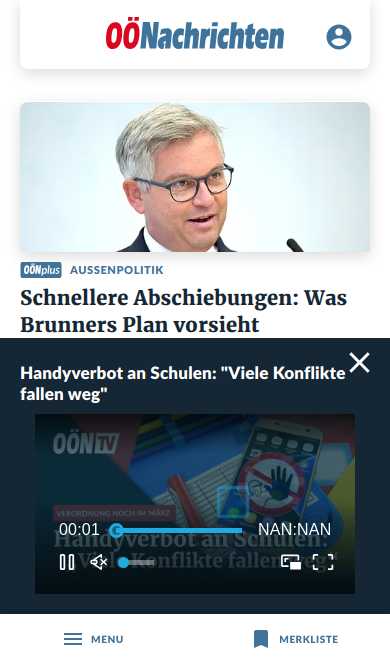 OÖNachrichten
OÖNplus AUSSENPOLITIK
Schnellere Abschiebungen: Was
Brunners Plan vorsieht
Handyverbot an Schulen: "Viele Konflikte
fallen weg"
OÖN TV
VERORDNUNG NOCH IM MÄRZ
00:01 NAN:NAN
Handyverbot an Schulen:
"Viele Konflikte fallen weg"
MENU MERKLISTE